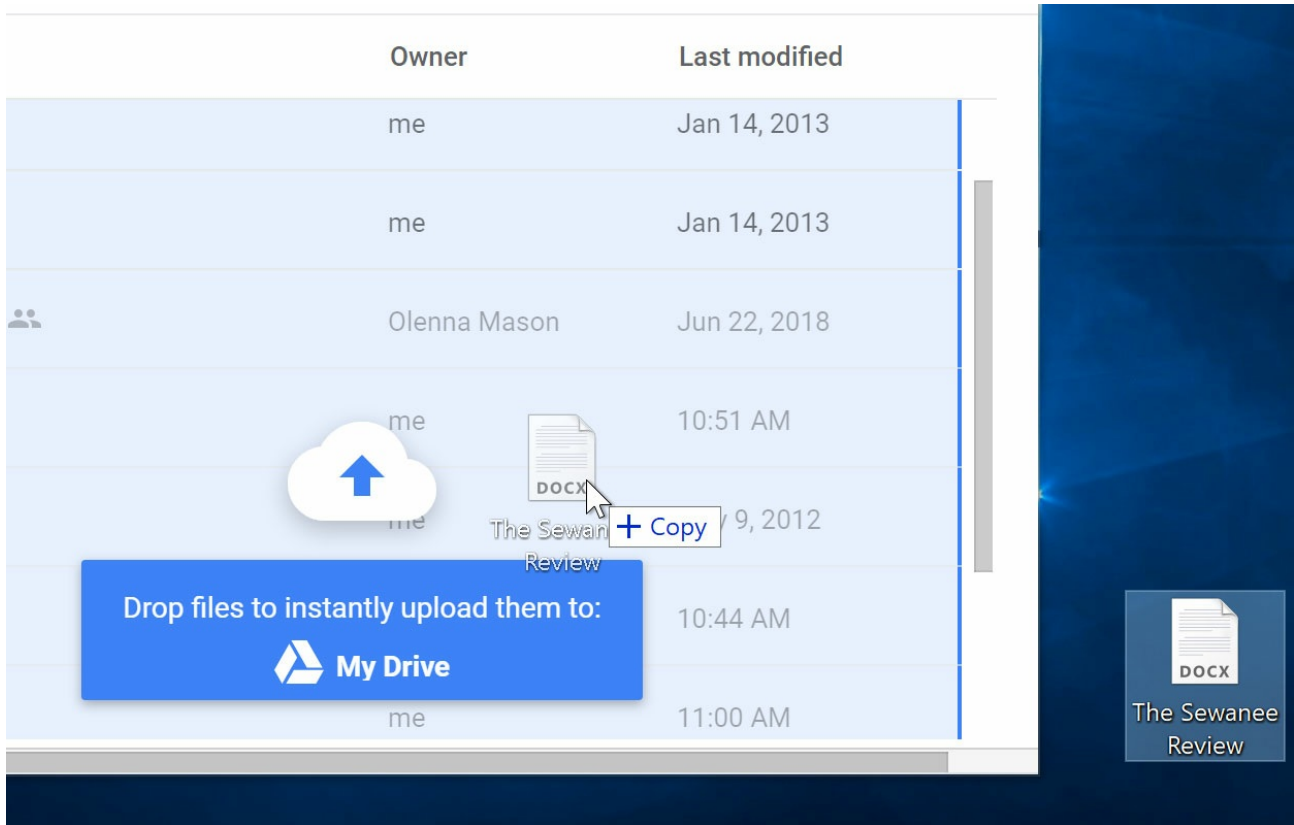 Owner Last modified
me Jan 14, 2013
me Jan 14, 2013
Olenna Mason Jun 22, 2018
me 10:51 AM
DOCX
me 9, 2012
The Sewan
Copy
Review
Drop files to instantly upload them to:
My Drive
10:44 AM
me 11:00 AM
DOCX
The Sewanee
Review